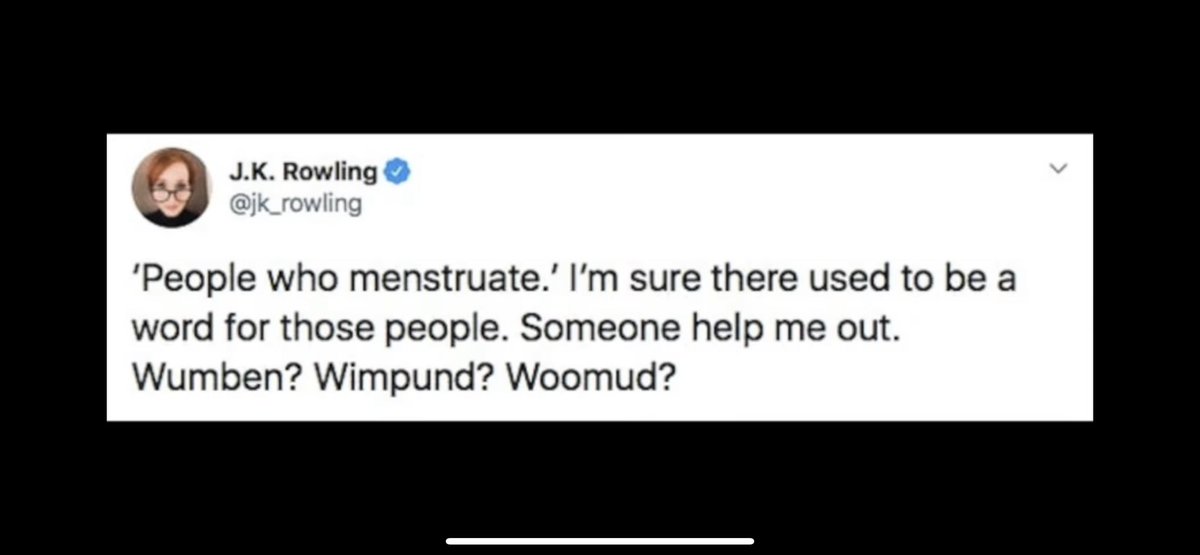 J.K. Rowling
@jk_rowling
'People who menstruate.' I'm sure there used to be a
word for those people. Someone help me out.
Wumben? Wimpund? Woomud?